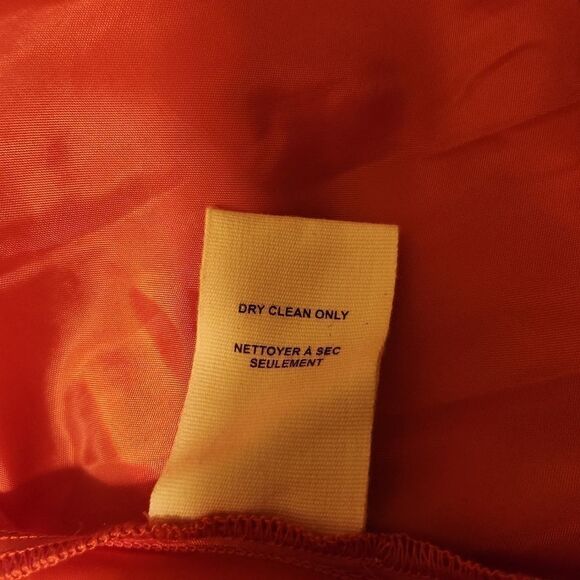 DRY CLEAN ONLY
NETTOYER À SEC
SEULEMENT